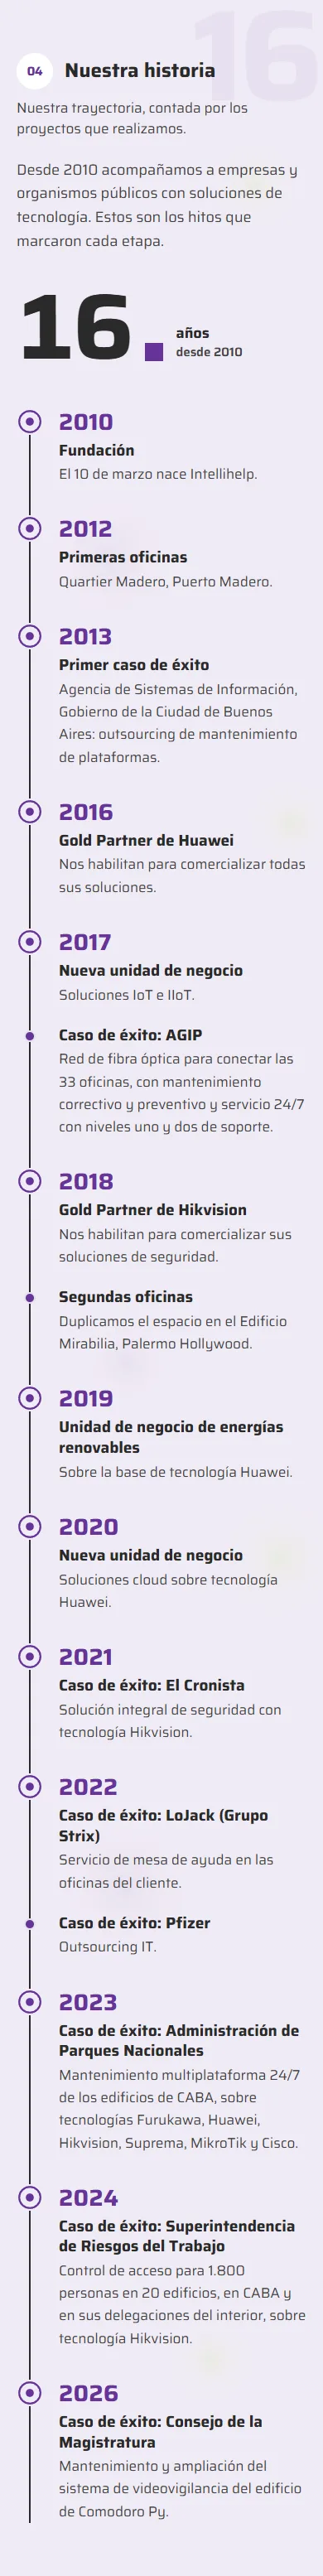 16
04 Nuestra historia
Nuestra trayectoria, contada por los
proyectos que realizamos.
Desde 2010 acompañamos a empresas y
organismos públicos con soluciones de
tecnología. Estos son los hitos que
marcaron cada etapa.
16 años
desde 2010
2010
Fundación
El 10 de marzo nace Intellihelp.
2012
Primeras oficinas
Quartier Madero, Puerto Madero.
2013
Primer caso de éxito
Agencia de Sistemas de Información,
Gobierno de la Ciudad de Buenos
Aires: outsourcing de mantenimiento
de plataformas.
2016
Gold Partner de Huawei
Nos habilitan para comercializar todas
sus soluciones.
2017
Nueva unidad de negocio
Soluciones IoT e IIoT.
Caso de éxito: AGIP
Red de fibra óptica para conectar las
33 oficinas, con mantenimiento
correctivo y preventivo y servicio 24/7
con niveles uno y dos de soporte.
2018
Gold Partner de Hikvision
Nos habilitan para comercializar sus
soluciones de seguridad.
Segundas oficinas
Duplicamos el espacio en el Edificio
Mirabilia, Palermo Hollywood.
2019
Unidad de negocio de energías
renovables
Sobre la base de tecnología Huawei.
2020
Nueva unidad de negocio
Soluciones cloud sobre tecnología
Huawei.
2021
Caso de éxito: El Cronista
Solución integral de seguridad con
tecnología Hikvision.
2022
Caso de éxito: LoJack (Grupo
Strix)
Servicio de mesa de ayuda en las
oficinas del cliente.
Caso de éxito: Pfizer
Outsourcing IT.
2023
Caso de éxito: Administración de
Parques Nacionales
Mantenimiento multiplataforma 24/7
de los edificios de CABA, sobre
tecnologías Furukawa, Huawei,
Hikvision, Suprema, MikroTik y Cisco.
2024
Caso de éxito: Superintendencia
de Riesgos del Trabajo
Control de acceso para 1.800
personas en 20 edificios, en CABA y
en sus delegaciones del interior, sobre
tecnología Hikvision.
2026
Caso de éxito: Consejo de la
Magistratura
Mantenimiento y ampliación del
sistema de videovigilancia del edificio
de Comodoro Py.